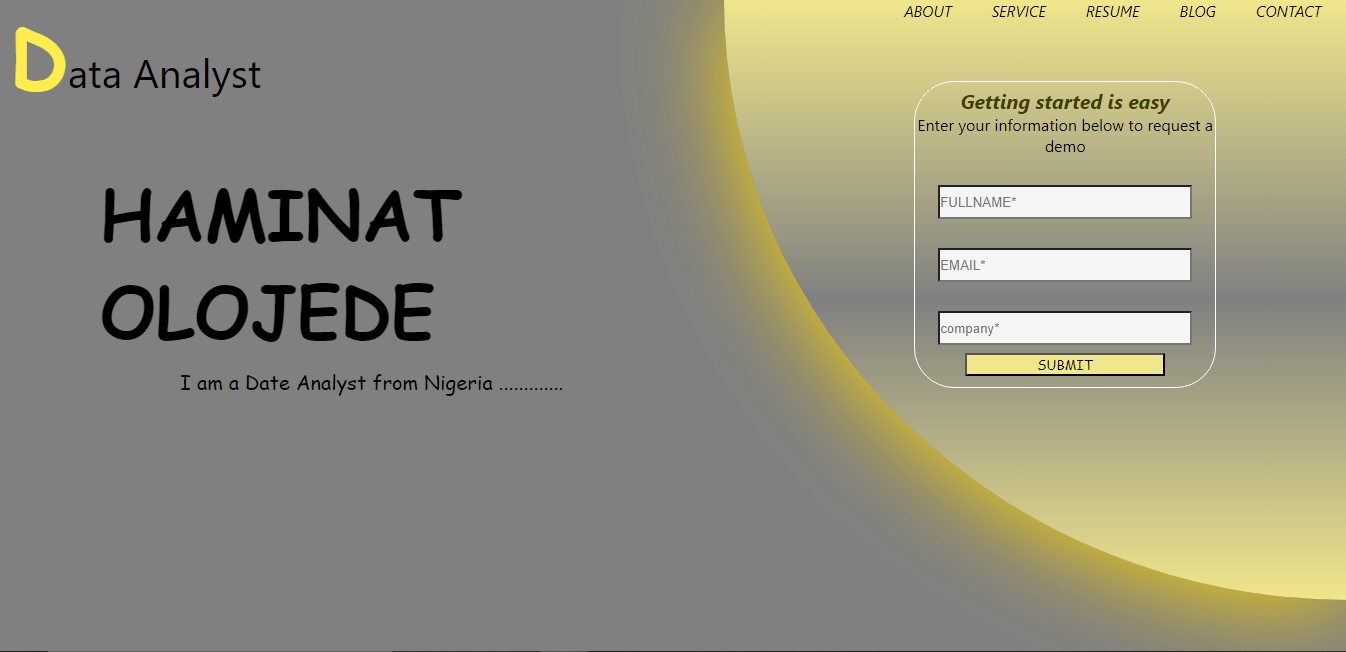 ABOUT SERVICE RESUME BLOG CONTACT
Data Analyst
HAMINAT
OLOJEDE
I am a Date Analyst from Nigeria .............
Getting started is easy
Enter your information below to request a
demo
FULLNAME*
EMAIL*
company*
SUBMIT